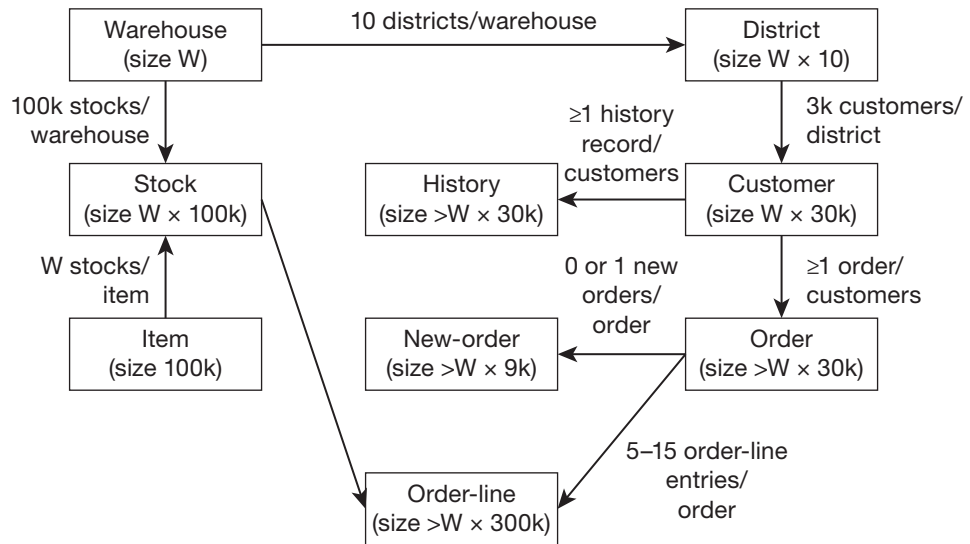 10 districts/warehouse
Warehouse
(size W)
District
(size W × 10)
100k stocks/
warehouse
≥1 history
record/
customers
3k customers/
district
Stock
(size W × 100k)
History
(size >W × 30k)
Customer
(size W × 30k)
W stocks/
item
0 or 1 new
orders/
order
≥1 order/
customers
Item
(size 100k)
New-order
(size >W × 9k)
Order
(size >W × 30k)
5–15 order-line
entries/
order
Order-line
(size >W × 300k)